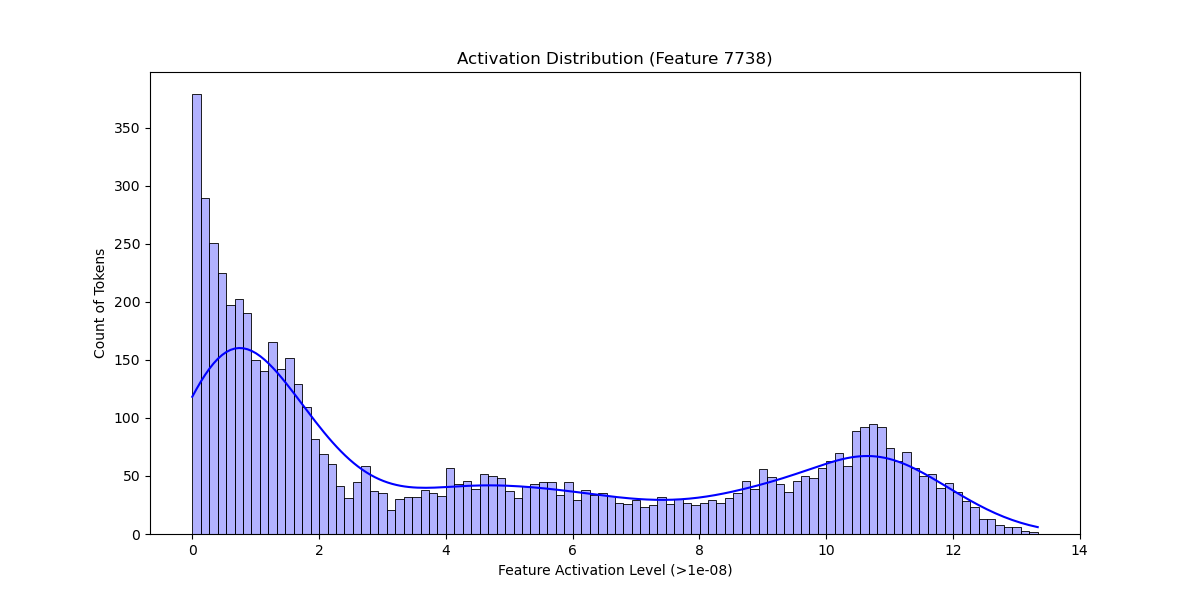 Activation Distribution (Feature 7738)
Count of Tokens
350
300
250
200
150
100
50
0
0 2 4 6 8 10 12 14
Feature Activation Level (>1e-08)